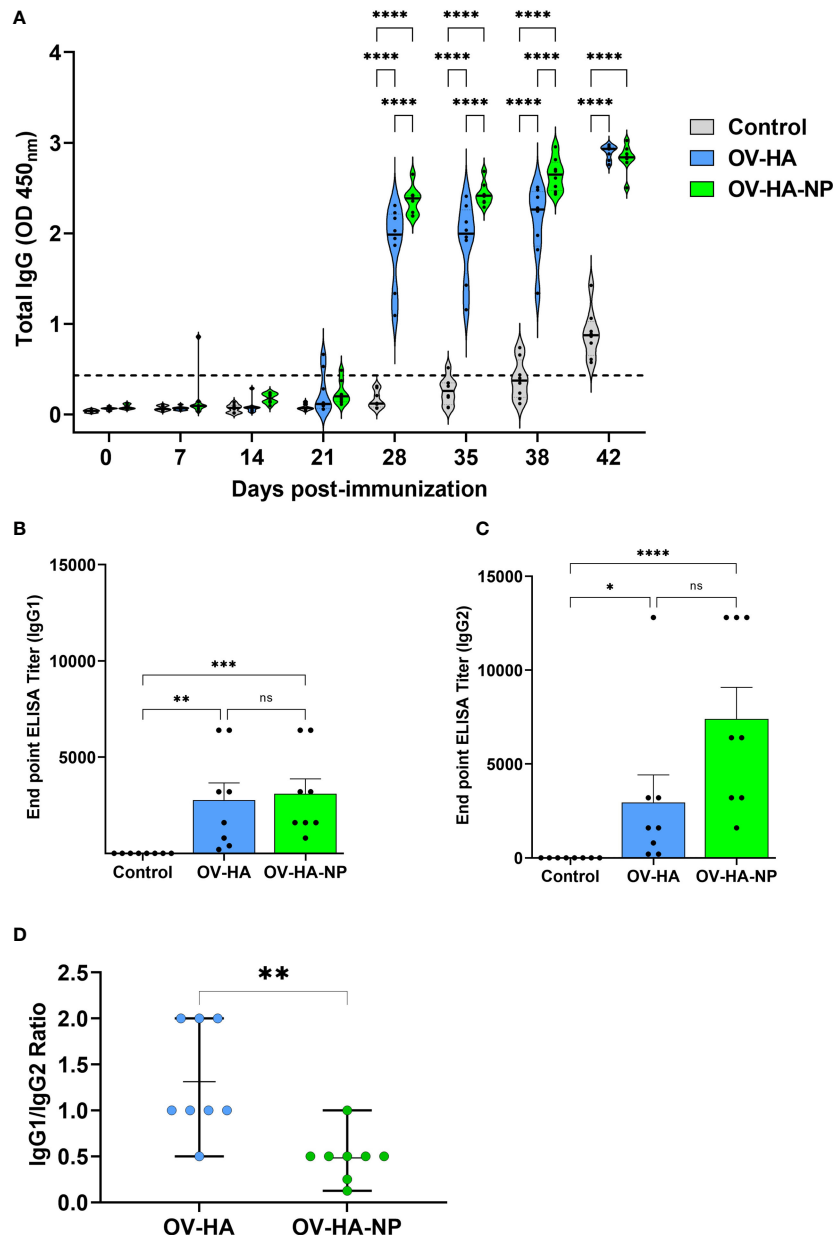 A
**** **** ****
**** **** **** ****
**** **** **** **** ****
4
3
2
1
0
Total IgG (OD 450nm)
0 7 14 21 28 35 38 42
Days post-immunization
Control
OV-HA
OV-HA-NP
B
15000
10000
5000
End point ELISA Titer (IgG1)
***
** ns
Control OV-HA OV-HA-NP
C
15000
10000
5000
0
End point ELISA Titer (IgG2)
****
* ns
Control OV-HA OV-HA-NP
D
2.5
2.0
1.5
1.0
0.5
0.0
IgG1/IgG2 Ratio
**
OV-HA OV-HA-NP